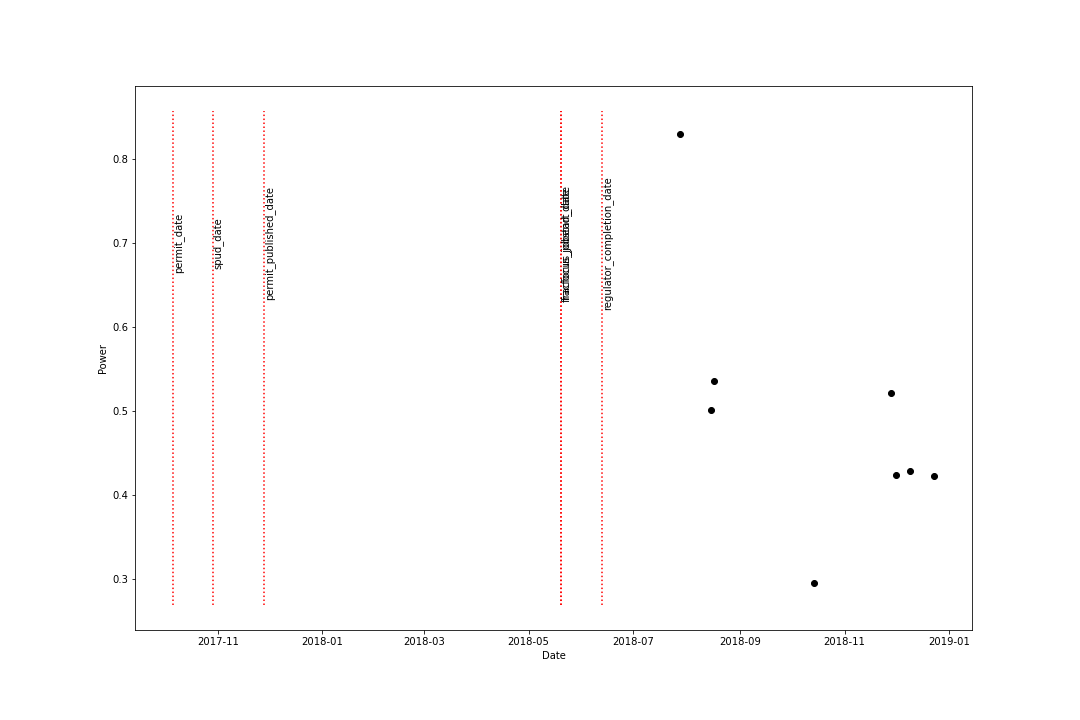 0.8
0.7
0.6
0.5
0.4
0.3
Power
permit_date
spud_date
permit_published_date
regulator_completion_date
2017-11
2018-01
2018-03
2018-05
2018-07
2018-09
2018-11
2019-01
Date